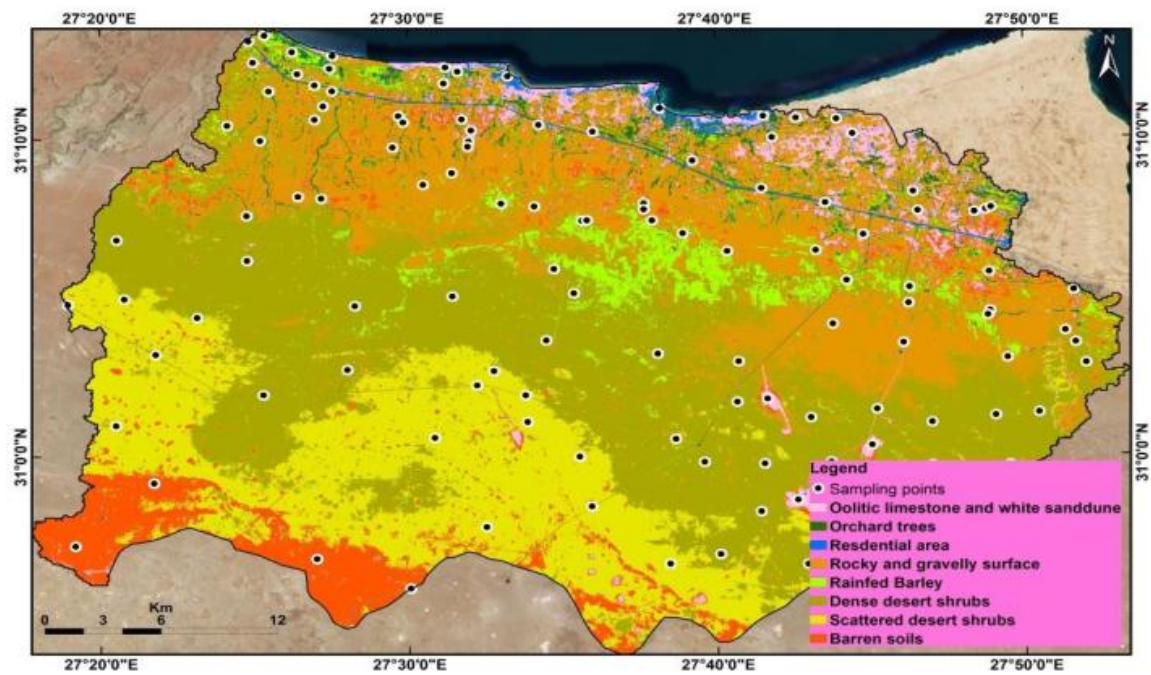 27°20'0"E 27°30'0"E 27°40'0"E 27°50'0"E
N
31°10'0"N 31°10'0"N
31°0'0"N 31°0'0"N
Legend
Sampling points
Oolitic limestone and white sanddune
Orchard trees
Resdential area
Rocky and gravelly surface
Rainfed Barley
Dense desert shrubs
Scattered desert shrubs
Barren soils
Km
0 3 6 12
27°20'0"E 27°30'0"E 27°40'0"E 27°50'0"E